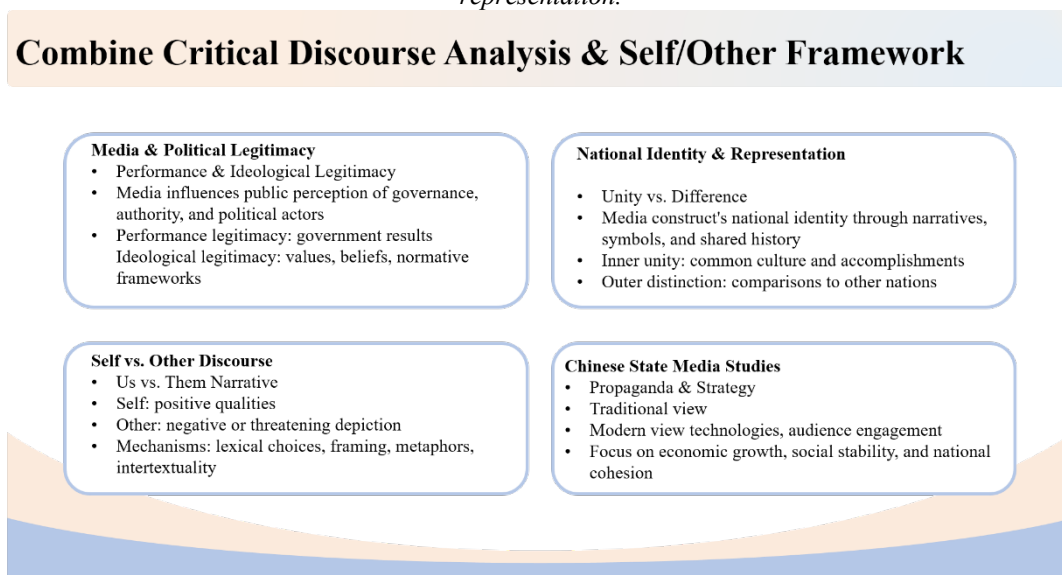 representation.
Combine Critical Discourse Analysis & Self/Other Framework
Media & Political Legitimacy
• Performance & Ideological Legitimacy
• Media influences public perception of governance,
authority, and political actors
• Performance legitimacy: government results
Ideological legitimacy: values, beliefs, normative
frameworks
National Identity & Representation
• Unity vs. Difference
• Media construct's national identity through narratives,
symbols, and shared history
• Inner unity: common culture and accomplishments
• Outer distinction: comparisons to other nations
Self vs. Other Discourse
• Us vs. Them Narrative
• Self: positive qualities
• Other: negative or threatening depiction
• Mechanisms: lexical choices, framing, metaphors,
intertextuality
Chinese State Media Studies
• Propaganda & Strategy
• Traditional view
• Modern view technologies, audience engagement
• Focus on economic growth, social stability, and national
cohesion